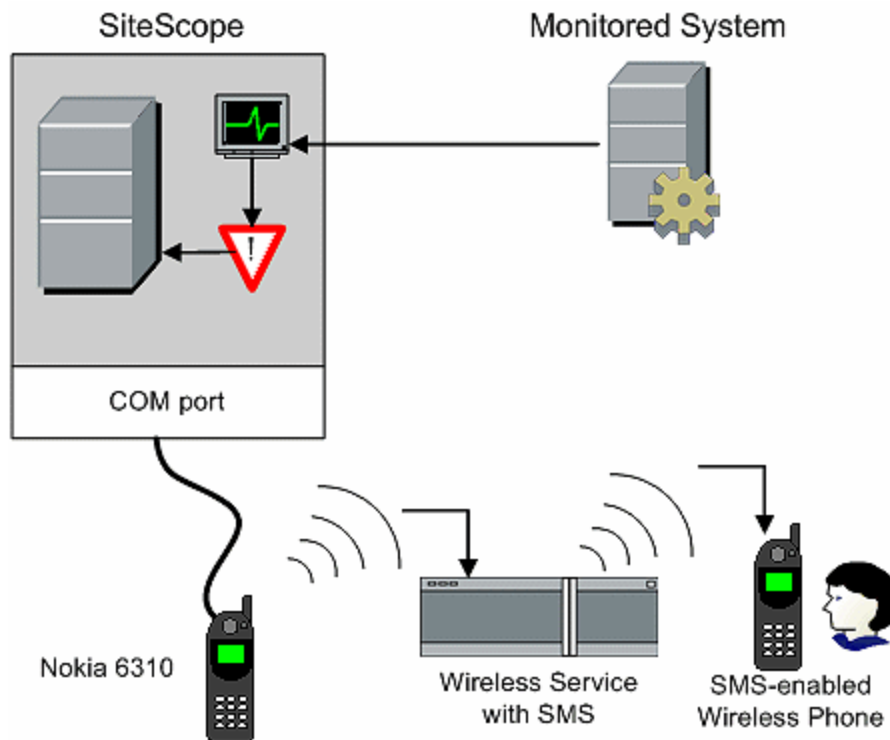 SiteScope
Monitored System
!
COM port
Nokia 6310
Wireless Service
with SMS
SMS-enabled
Wireless Phone